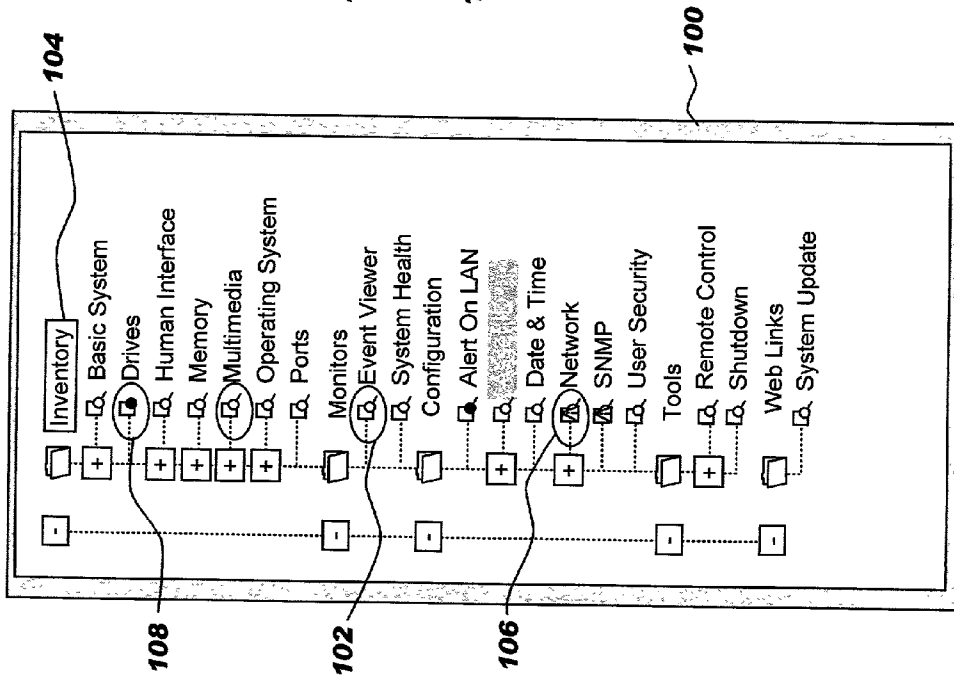 104
Inventory
Basic System
Drives
Human Interface
Memory
Multimedia
Operating System
Ports
Monitors
Event Viewer
System Health
Configuration
Alert On LAN
Date & Time
Network
SNMP
User Security
Tools
Remote Control
Shutdown
Web Links
System Update
108
102
106
100